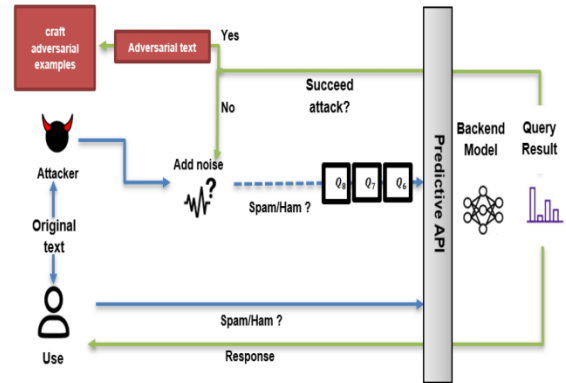 craft
adversarial
examples
Adversarial text
Yes
Succeed
attack?
No
Attacker
Add noise
?
Q8 Q7 Q6
Spam/Ham ?
Predictive API
Backend
Model
Query
Result
Original
text
Use
Spam/Ham ?
Response